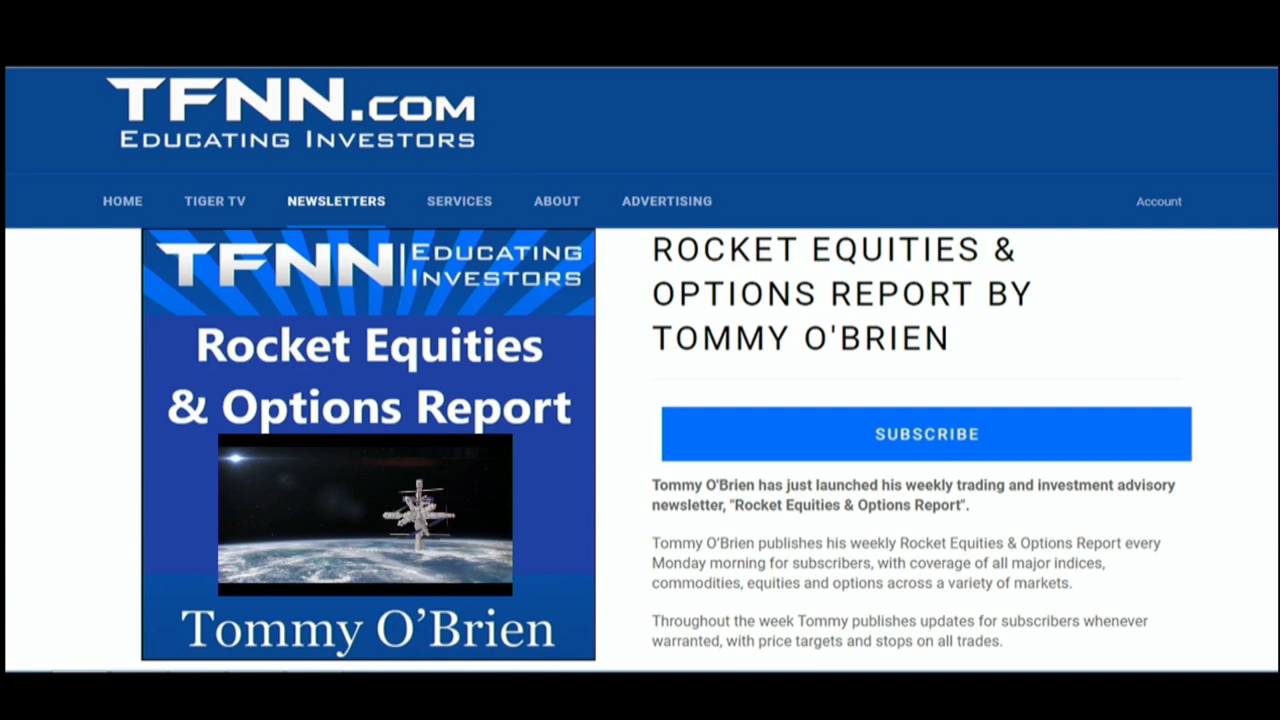 TFNN.COM
EDUCATING INVESTORS
HOME TIGER TV NEWSLETTERS SERVICES ABOUT ADVERTISING Account
TFNN | EDUCATING
INVESTORS
Rocket Equities
& Options Report
Tommy O’Brien
ROCKET EQUITIES &
OPTIONS REPORT BY
TOMMY O'BRIEN
SUBSCRIBE
Tommy O'Brien has just launched his weekly trading and investment advisory
newsletter, "Rocket Equities & Options Report".
Tommy O’Brien publishes his weekly Rocket Equities & Options Report every
Monday morning for subscribers, with coverage of all major indices,
commodities, equities and options across a variety of markets.
Throughout the week Tommy publishes updates for subscribers whenever
warranted, with price targets and stops on all trades.